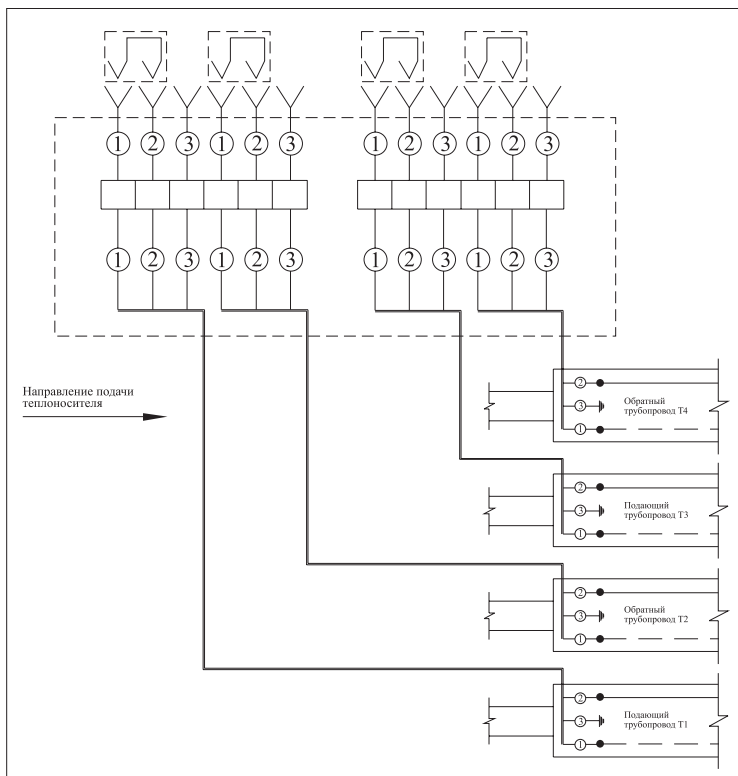 1 2 3 1 2 3 1 2 3 1 2 3
1 2 3 1 2 3 1 2 3 1 2 3
Направление подачи
теплоносителя
2
3
1
Обратный
трубопровод Т4
2
3
1
Подающий
трубопровод Т3
2
3
1
Обратный
трубопровод Т2
2
3
1
Подающий
трубопровод Т1